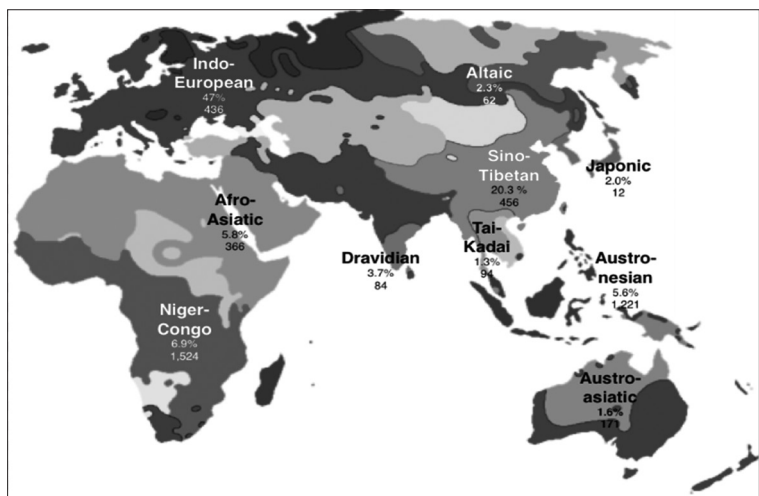 Indo-
European
47%
436
Altaic
2.3%
62
Sino-
Tibetan
20.3 %
456
Japonic
2.0%
12
Afro-
Asiatic
5.8%
366
Dravidian
3.7%
84
Tai-
Kadai
1.3%
94
Austro-
nesian
5.6%
1,221
Niger-
Congo
6.9%
1,524
Austro-
asiatic
1.6%
171